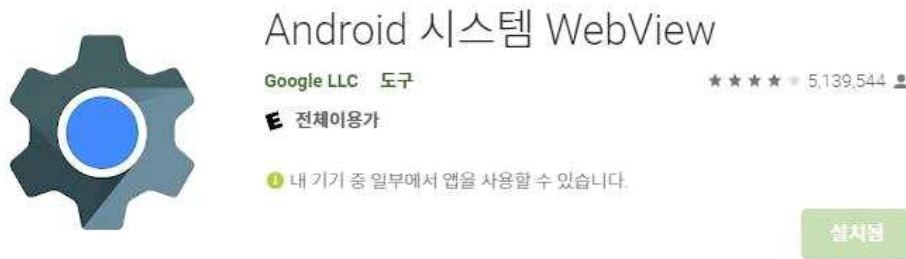 Android 시스템 WebView
Google LLC 도구 5,139,544
전체이용가
내 기기 중 일부에서 앱을 사용할 수 있습니다.
설치됨